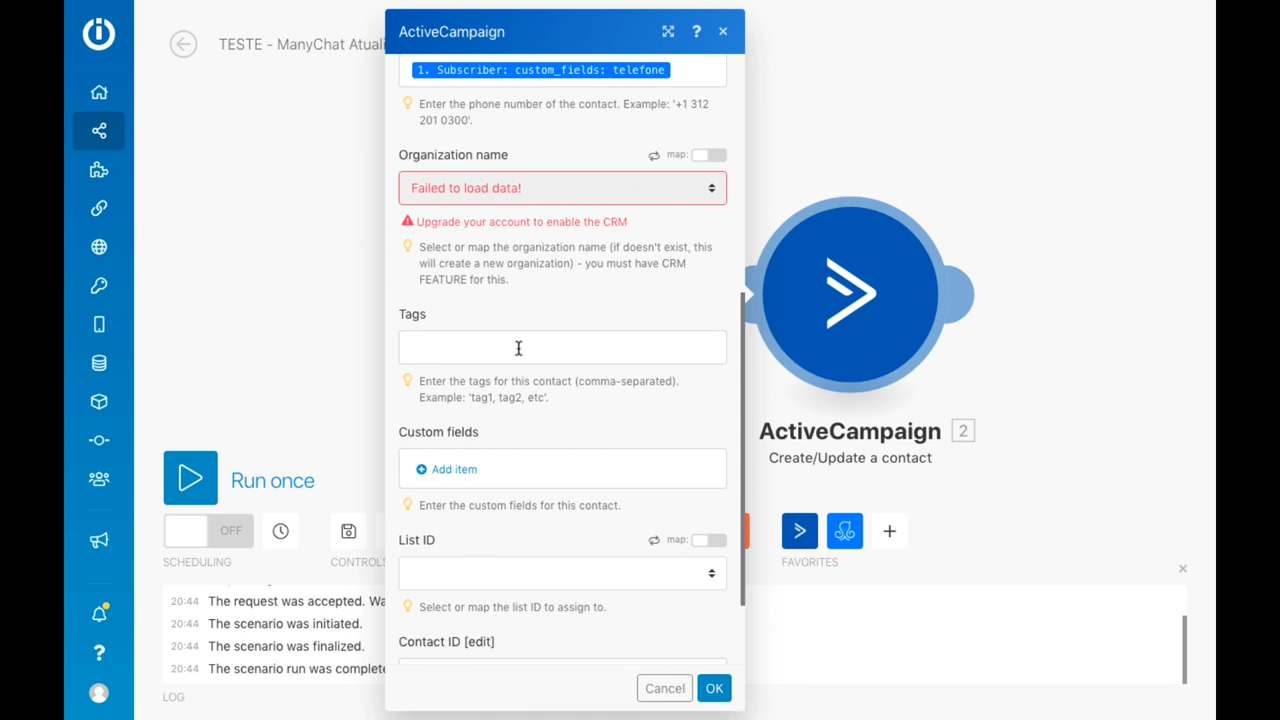 TESTE - ManyChat Atuali
ActiveCampaign
?
1. Subscriber: custom_fields: telefone
Enter the phone number of the contact. Example: '+1 312
201 0300'.
Organization name
map:
Failed to load data!
Upgrade your account to enable the CRM
Select or map the organization name (if doesn't exist, this
will create a new organization) - you must have CRM
FEATURE for this.
Tags
Enter the tags for this contact (comma-separated).
Example: 'tag1, tag2, etc'.
Custom fields
Add item
Enter the custom fields for this contact.
List ID
map:
Select or map the list ID to assign to.
Contact ID [edit]
Cancel
OK
ActiveCampaign 2
Create/Update a contact
Run once
OFF
SCHEDULING
CONTROLS
FAVORITES
20:44 The request was accepted. Wa
20:44 The scenario was initiated.
20:44 The scenario was finalized.
20:44 The scenario run was complete
LOG
?